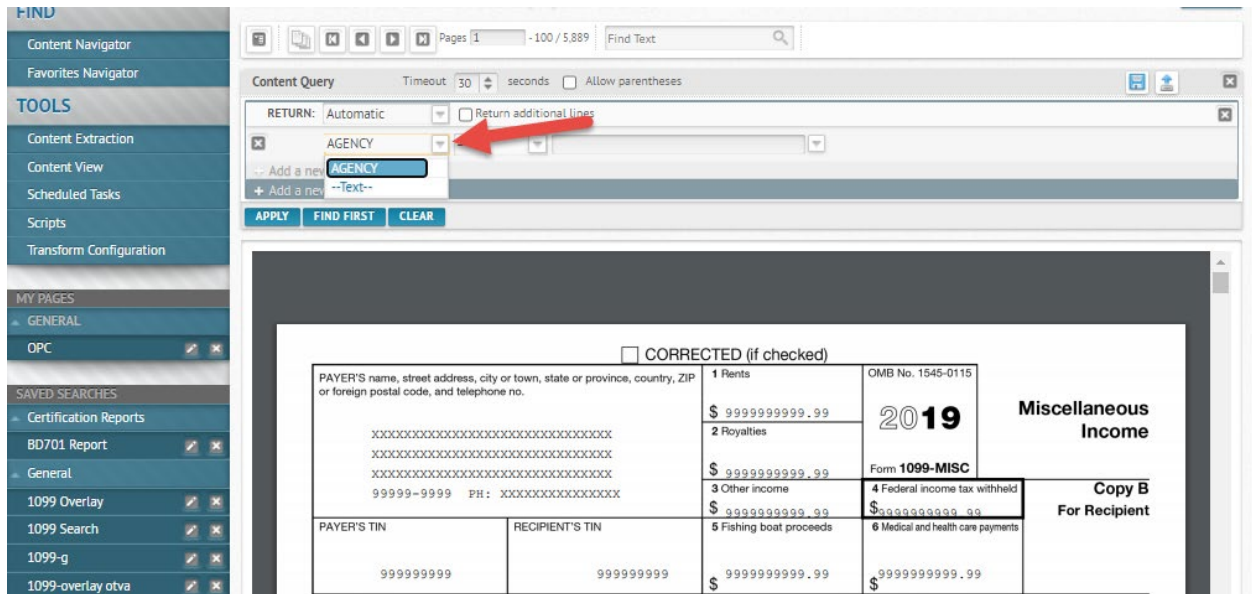 FIND
Content Navigator
Favorites Navigator
TOOLS
Content Extraction
Content View
Scheduled Tasks
Scripts
Transform Configuration
MY PAGES
GENERAL
OPC
SAVED SEARCHES
Certification Reports
BD701 Report
General
1099 Overlay
1099 Search
1099-g
1099-overlay otva
Pages 1 - 100 / 5,889 Find Text
Content Query Timeout 30 seconds Allow parentheses
RETURN: Automatic Return additional lines
AGENCY
AGENCY
--Text--
+ Add a new
+ Add a new
APPLY FIND FIRST CLEAR
CORRECTED (if checked)
PAYER'S name, street address, city or town, state or province, country, ZIP
or foreign postal code, and telephone no.
XXXXXXXXXXXXXXXXXXXXXXXXXXXXXX
XXXXXXXXXXXXXXXXXXXXXXXXXXXXXX
XXXXXXXXXXXXXXXXXXXXXXXXXXXXXX
99999-9999 PH: XXXXXXXXXXXXXXX
PAYER'S TIN
999999999
RECIPIENT'S TIN
999999999
1 Rents
$ 9999999999.99
2 Royalties
$ 9999999999.99
3 Other income
$ 9999999999.99
5 Fishing boat proceeds
$ 9999999999.99
OMB No. 1545-0115
2019
Form 1099-MISC
4 Federal income tax withheld
$9999999999.99
6 Medical and health care payments
$9999999999.99
Miscellaneous
Income
Copy B
For Recipient